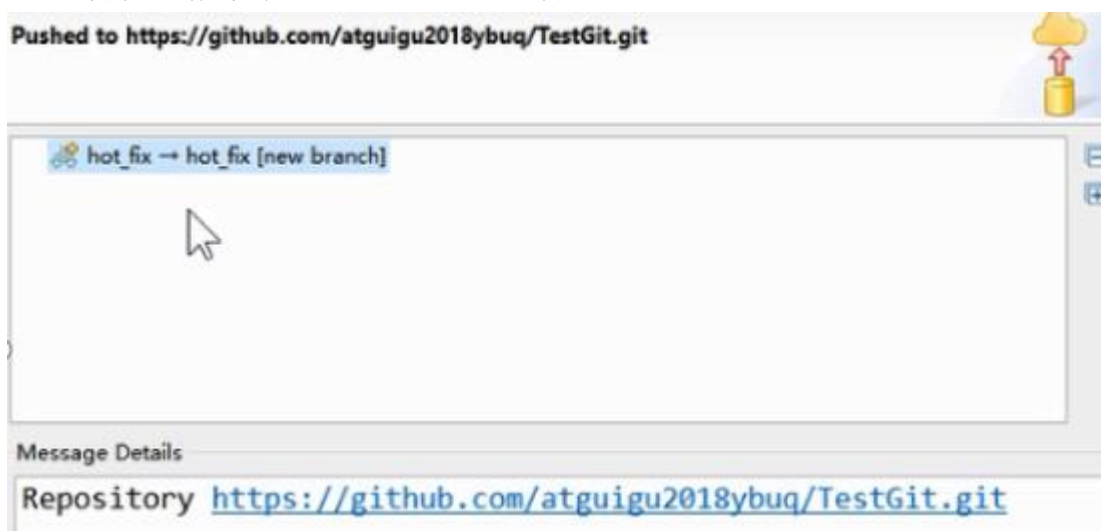 Pushed to https://github.com/atguigu2018ybuq/TestGit.git
hot_fix → hot_fix [new branch]
Message Details
Repository https://github.com/atguigu2018ybuq/TestGit.git